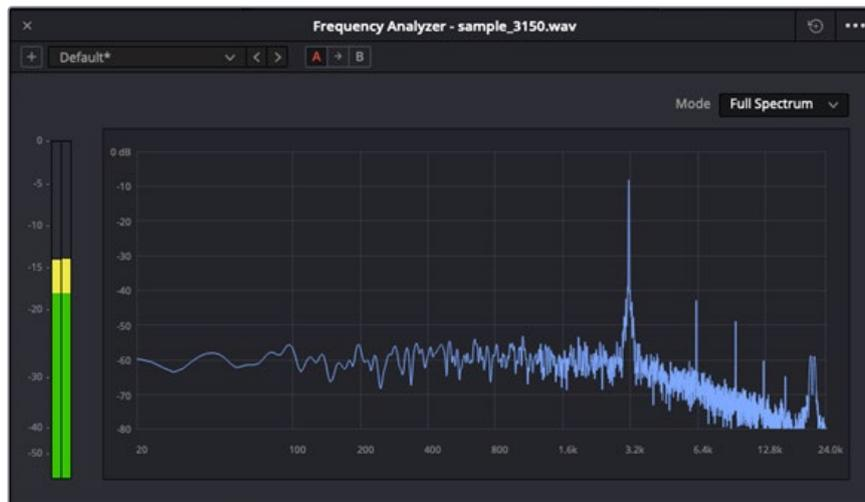 Frequency Analyzer - sample_3150.wav
Default*
A
B
Mode Full Spectrum
0
-5
-10
-15
-20
-30
-40
-50
0 dB
-10
-20
-30
-40
-50
-60
-70
-80
20 100 200 400 800 1.6k 3.2k 6.4k 12.8k 24.0k